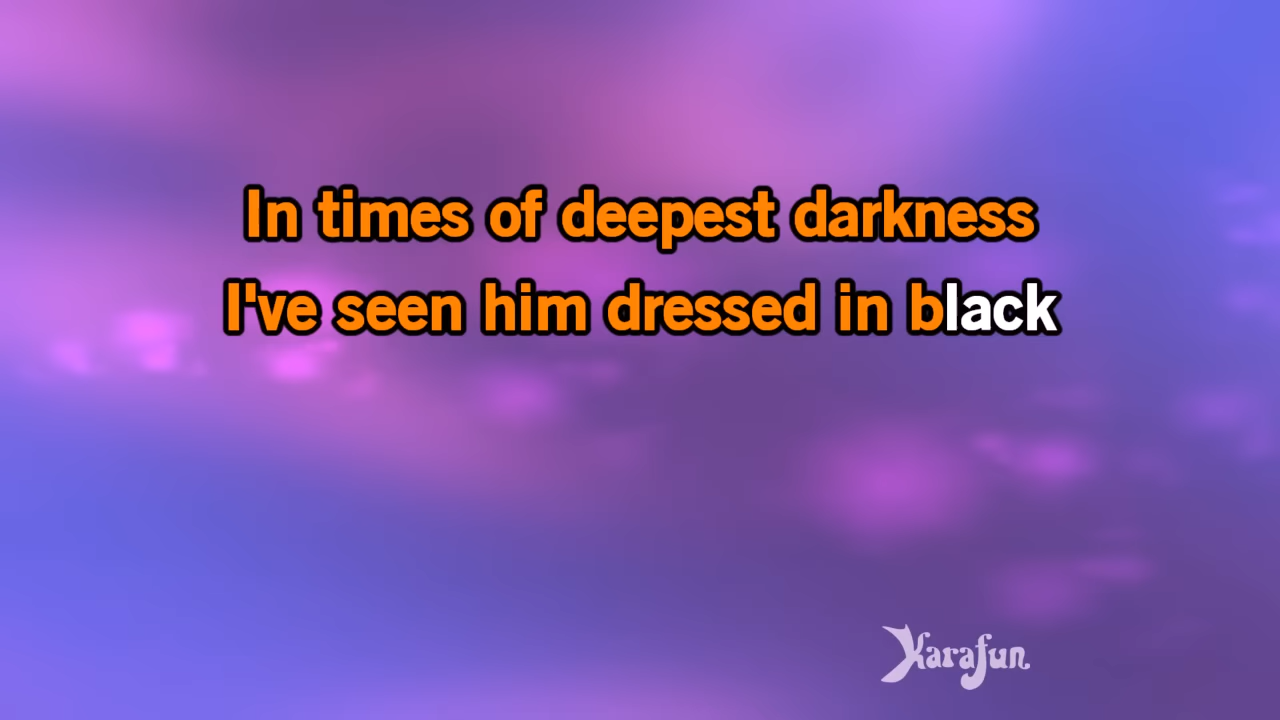 In times of deepest darkness
I've seen him dressed in black
Karafun